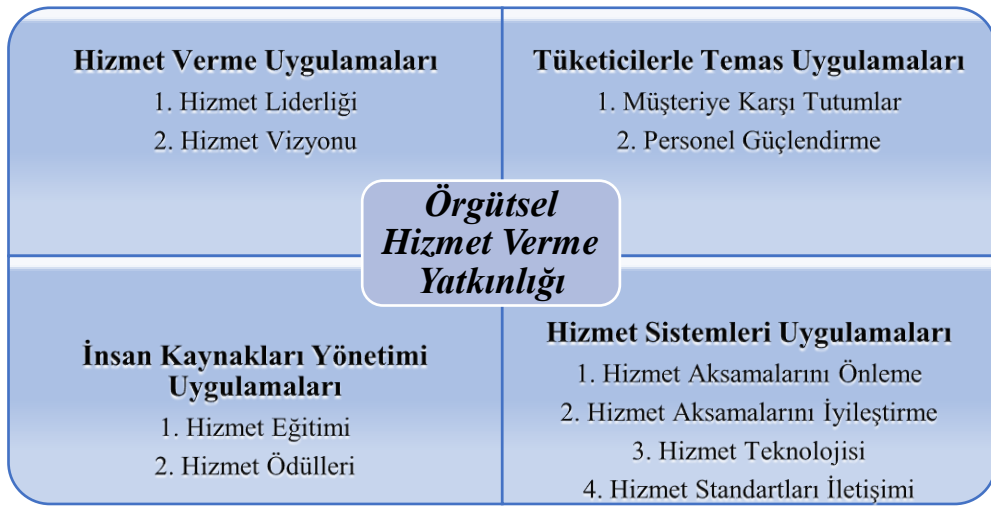 Hizmet Verme Uygulamaları
1. Hizmet Liderliği
2. Hizmet Vizyonu
Tüketicilerle Temas Uygulamaları
1. Müşteriye Karşı Tutumlar
2. Personel Güçlendirme
Örgütsel
Hizmet Verme
Yatkınlığı
İnsan Kaynakları Yönetimi
Uygulamaları
1. Hizmet Eğitimi
2. Hizmet Ödülleri
Hizmet Sistemleri Uygulamaları
1. Hizmet Aksamalarını Önleme
2. Hizmet Aksamalarını İyileştirme
3. Hizmet Teknolojisi
4. Hizmet Standartları İletişimi